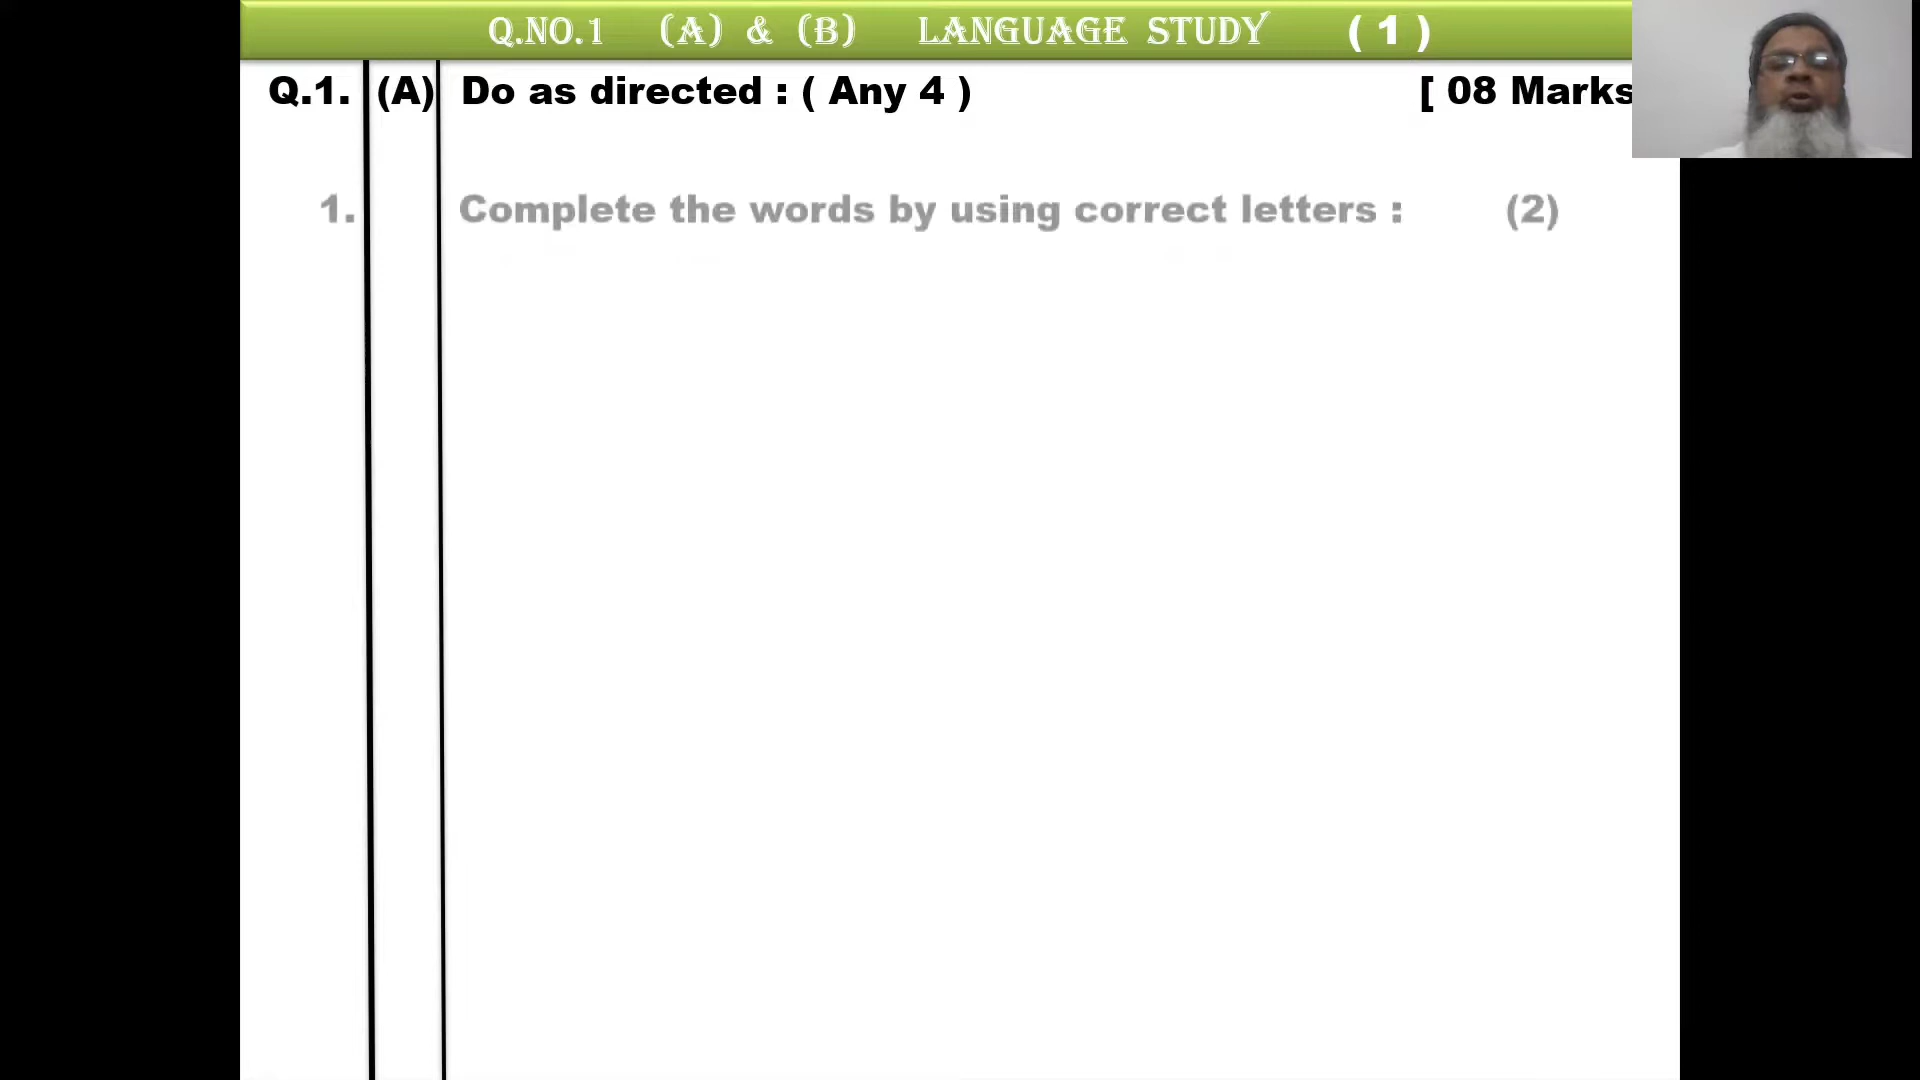 Q.NO.1 (A) & (B) LANGUAGE STUDY ( 1 )
Q.1. (A) Do as directed : ( Any 4 ) [ 08 Marks
1. Complete the words by using correct letters : (2)